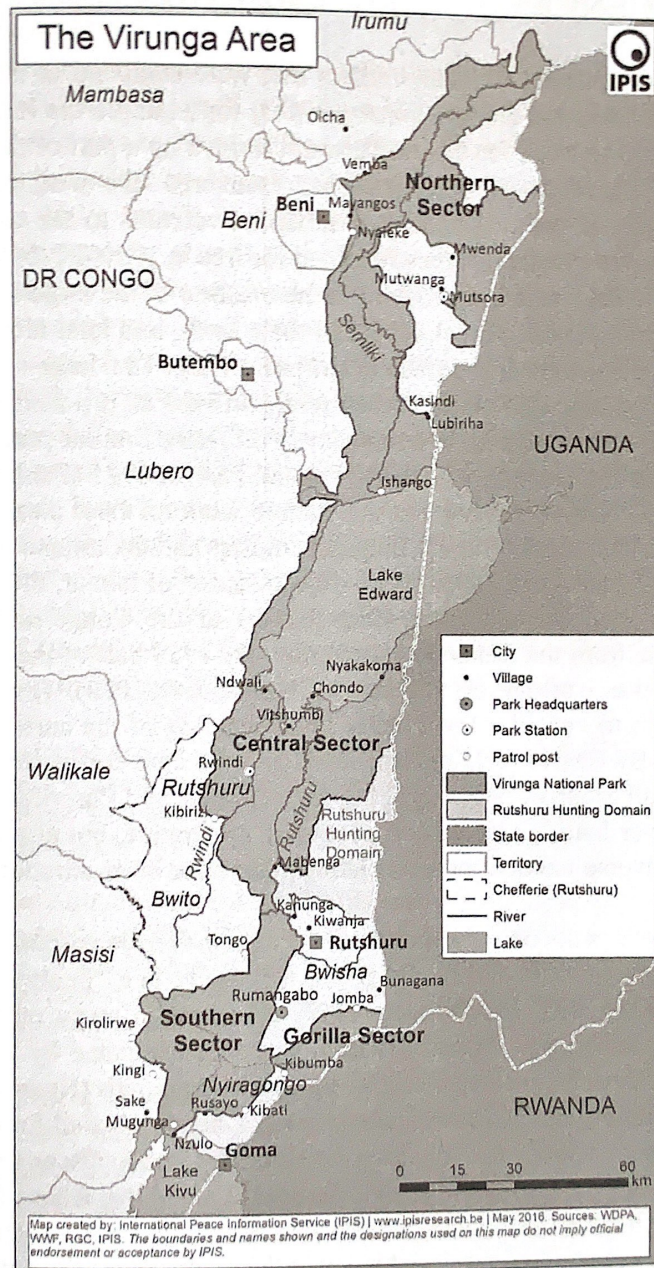 The Virunga Area
Irumu
IPIS
Mambasa
Oicha
Vemba
Northern
Sector
Beni
Mayangos
Beni
Nyaleke
Mwenda
DR CONGO
Mutwanga
Mutsora
Semliki
Butembo
Kasindi
Lubiriha
UGANDA
Lubero
Ishango
Lake
Edward
City
Village
Park Headquarters
Park Station
Patrol post
Virunga National Park
Rutshuru Hunting Domain
State border
Territory
Chefferie (Rutshuru)
River
Lake
Nyakakoma
Ndwali
Chondo
Vitshumbi
Central Sector
Rwindi
Walikale
Rutshuru
Kibirizi
Rwindi
Rutshuru
Rutshuru
Hunting
Domain
Mabenga
Bwito
Kanunga
Kiwanja
Masisi
Tongo
Rutshuru
Bwisha
Bunagana
Rumangabo
Jomba
Kirolirwe
Southern
Sector
Gorilla Sector
Kibumba
Kingi
Nyiragongo
RWANDA
Sake
Rusayo
Kibati
Mugunga
Nzulo
Goma
Lake
Kivu
0 15 30 60
km
Map created by: International Peace Information Service (IPIS) | www.ipisresearch.be | May 2016. Sources: WDPA,
WWF, RGC, IPIS. The boundaries and names shown and the designations used on this map do not imply official
endorsement or acceptance by IPIS.